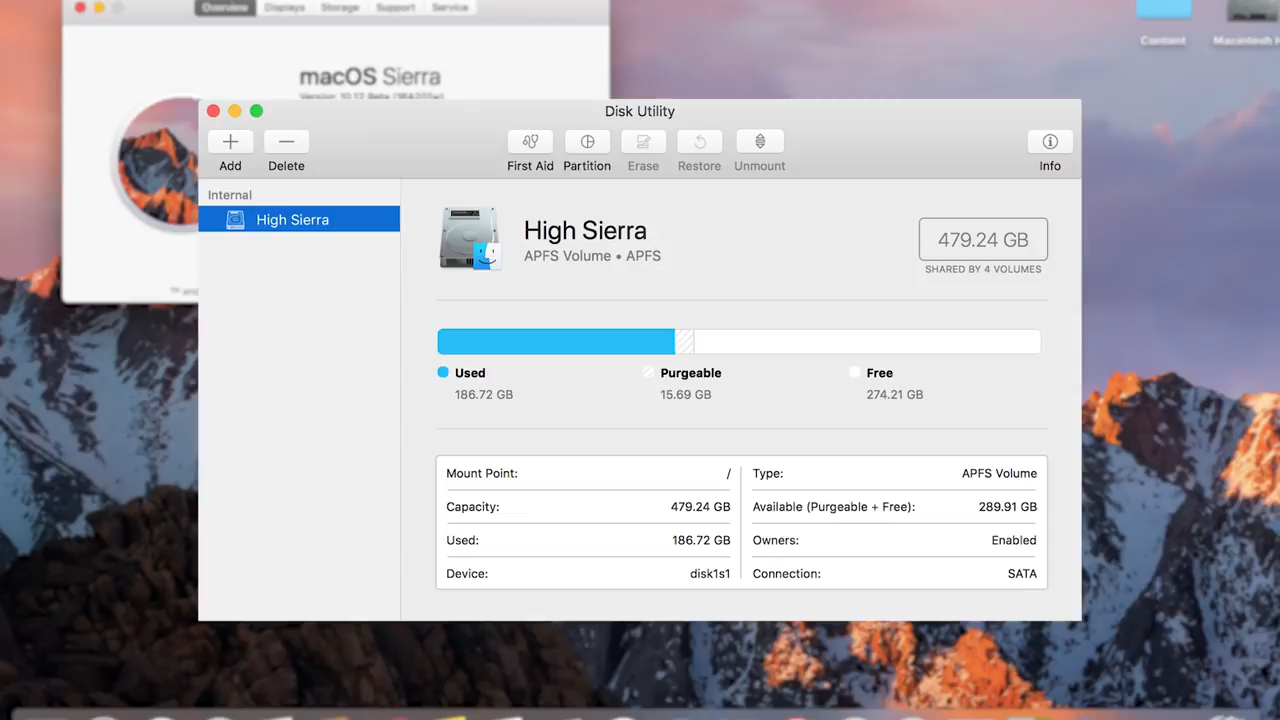 Overview Displays Storage Support Service
Content
macOS Sierra
Disk Utility
Add Delete First Aid Partition Erase Restore Unmount Info
Internal
High Sierra
High Sierra
APFS Volume • APFS
479.24 GB
SHARED BY 4 VOLUMES
Used Purgeable Free
186.72 GB 15.69 GB 274.21 GB
Mount Point: / Type: APFS Volume
Capacity: 479.24 GB Available (Purgeable + Free): 289.91 GB
Used: 186.72 GB Owners: Enabled
Device: disk1s1 Connection: SATA